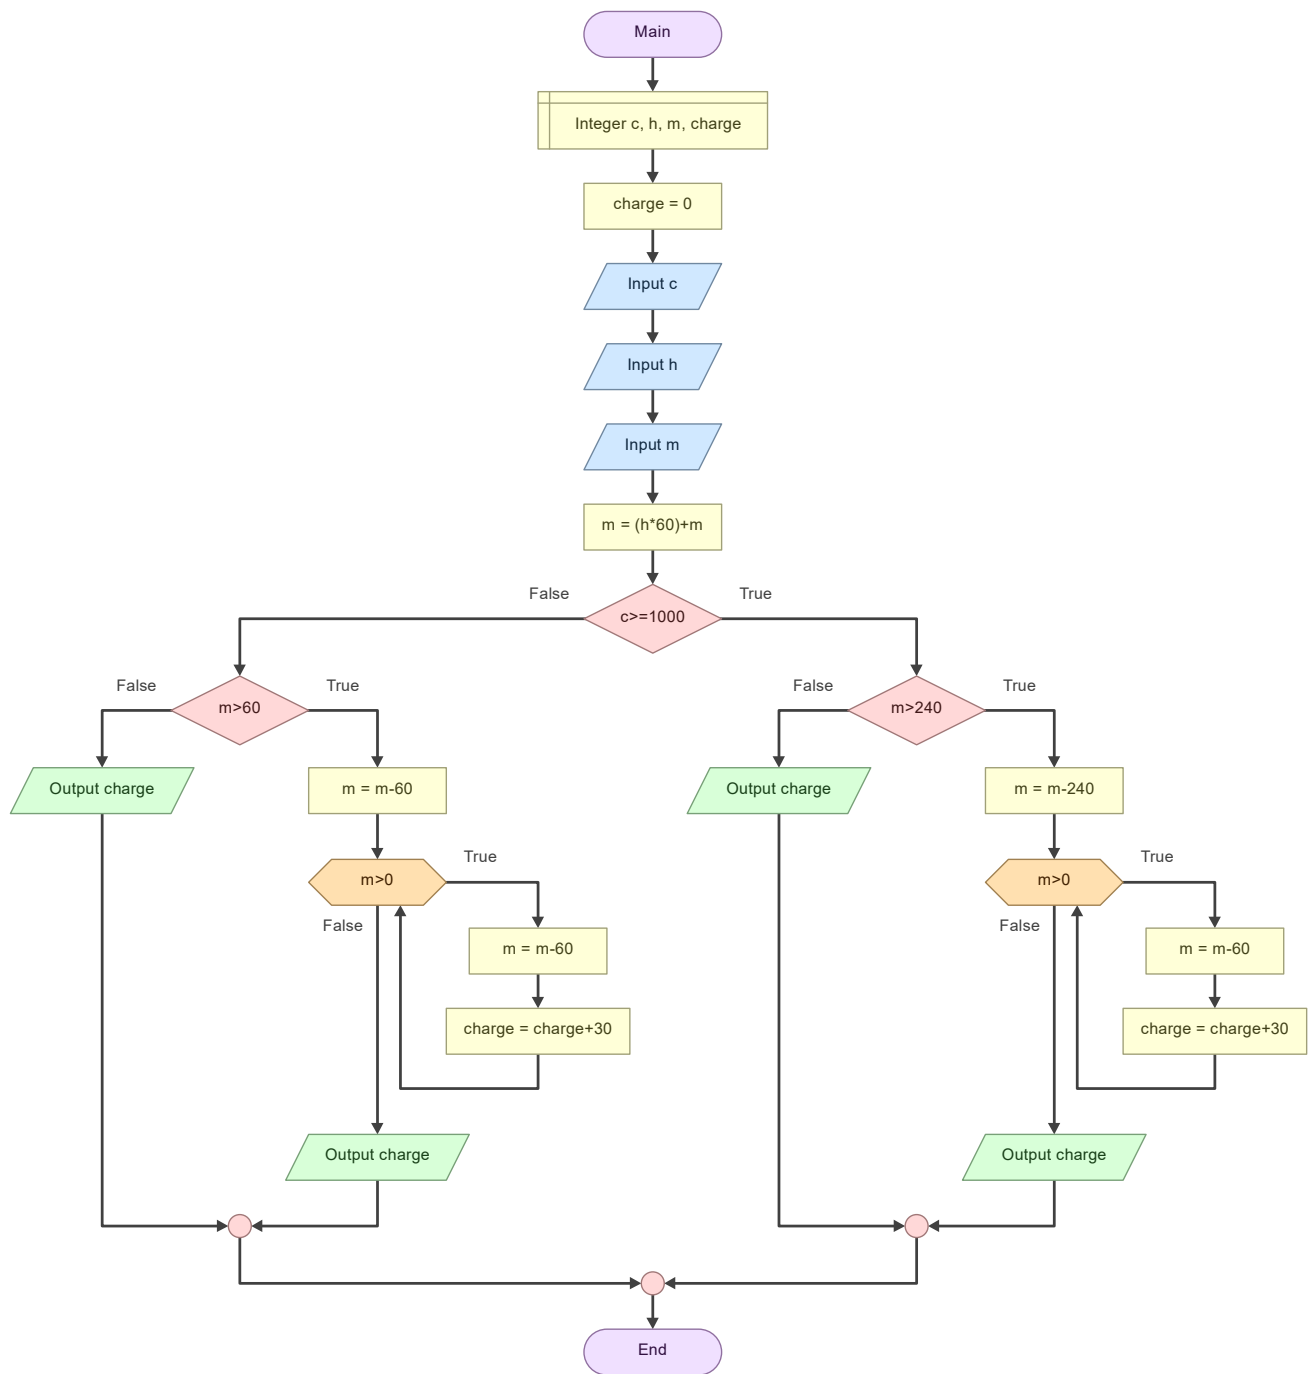 Main
Integer c, h, m, charge
charge = 0
Input c
Input h
Input m
m = (h*60)+m
False
True
c>=1000
False
True
m>60
False
True
m>240
Output charge
m = m-60
Output charge
m = m-240
True
m>0
False
True
m>0
False
m = m-60
m = m-60
charge = charge+30
charge = charge+30
Output charge
Output charge
End